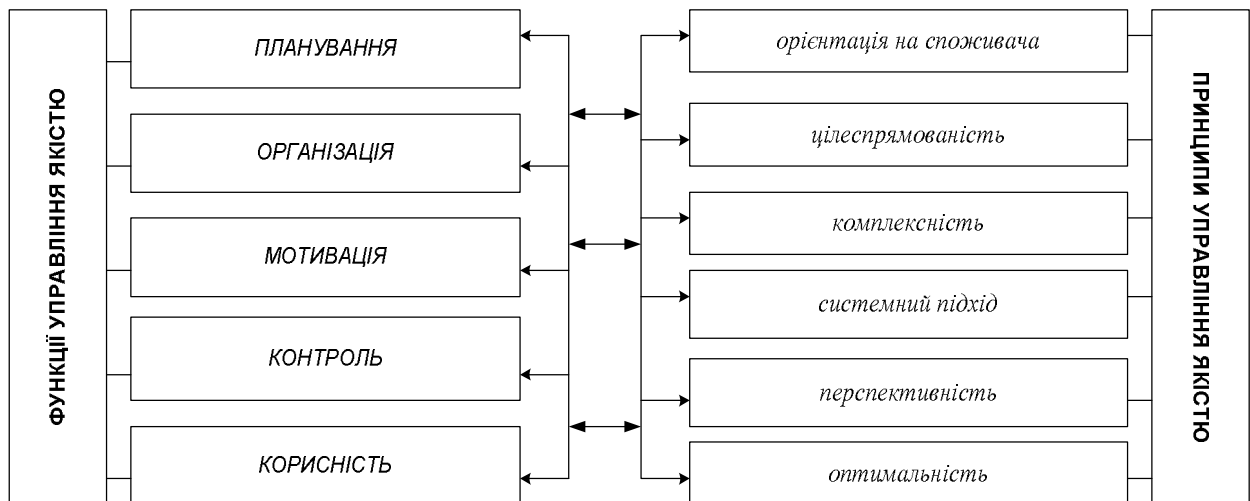 ФУНКЦІЇ УПРАВЛІННЯ ЯКІСТЮ
ПЛАНУВАННЯ
ОРГАНІЗАЦІЯ
МОТИВАЦІЯ
КОНТРОЛЬ
КОРИСНІСТЬ
орієнтація на споживача
цілеспрямованість
комплексність
системний підхід
перспективність
оптимальність
ПРИНЦИПИ УПРАВЛІННЯ ЯКІСТЮ